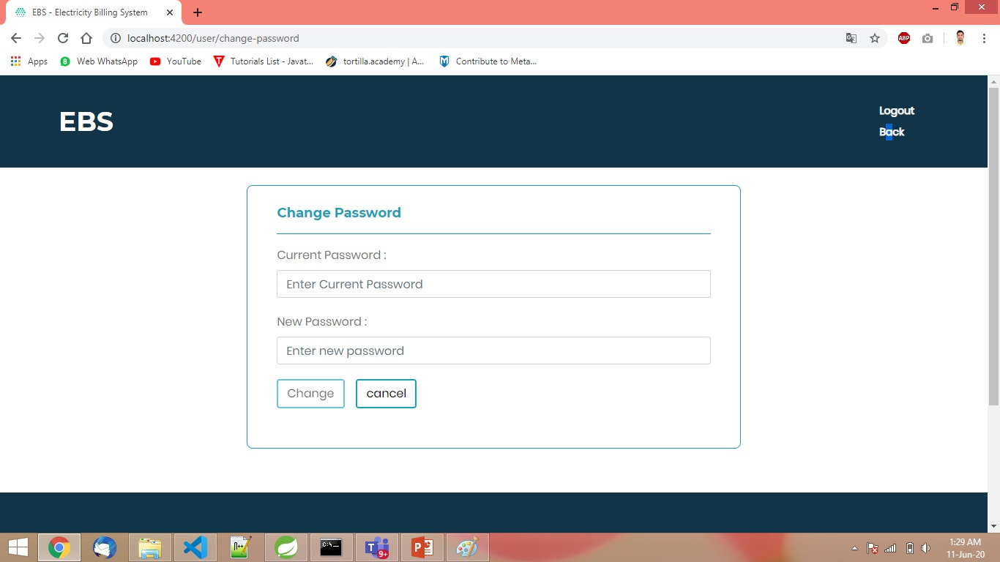 EBS - Electricity Billing System
localhost:4200/user/change-password
ABP
Apps
8
Web WhatsApp
YouTube
Tutorials List - Javat...
tortilla.academy | A...
Contribute to Meta...
EBS
Logout
Back
Change Password
Current Password :
Enter Current Password
New Password :
Enter new password
Change
cancel
C:\_
9+
1:29 AM
11-Jun-20